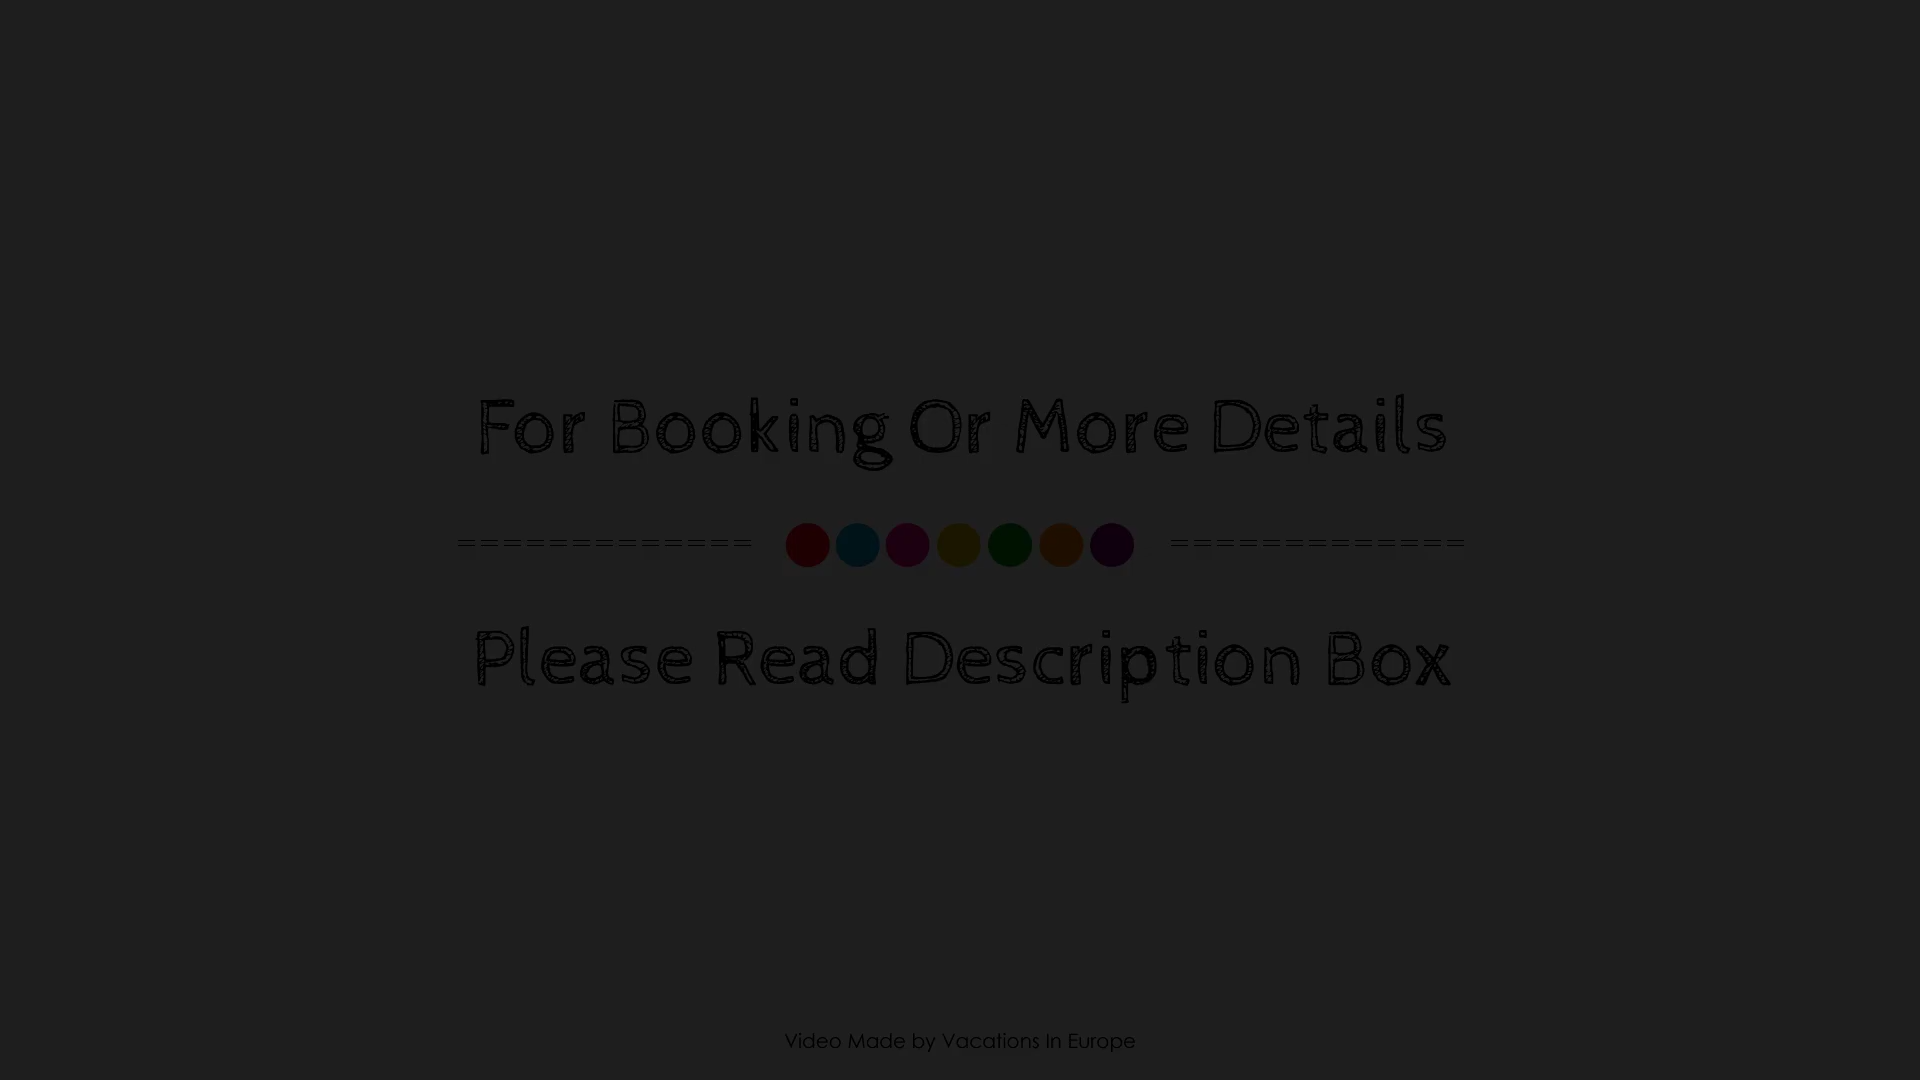 For Booking Or More Details
============= =============
Please Read Description Box
Video Made by Vacations In Europe